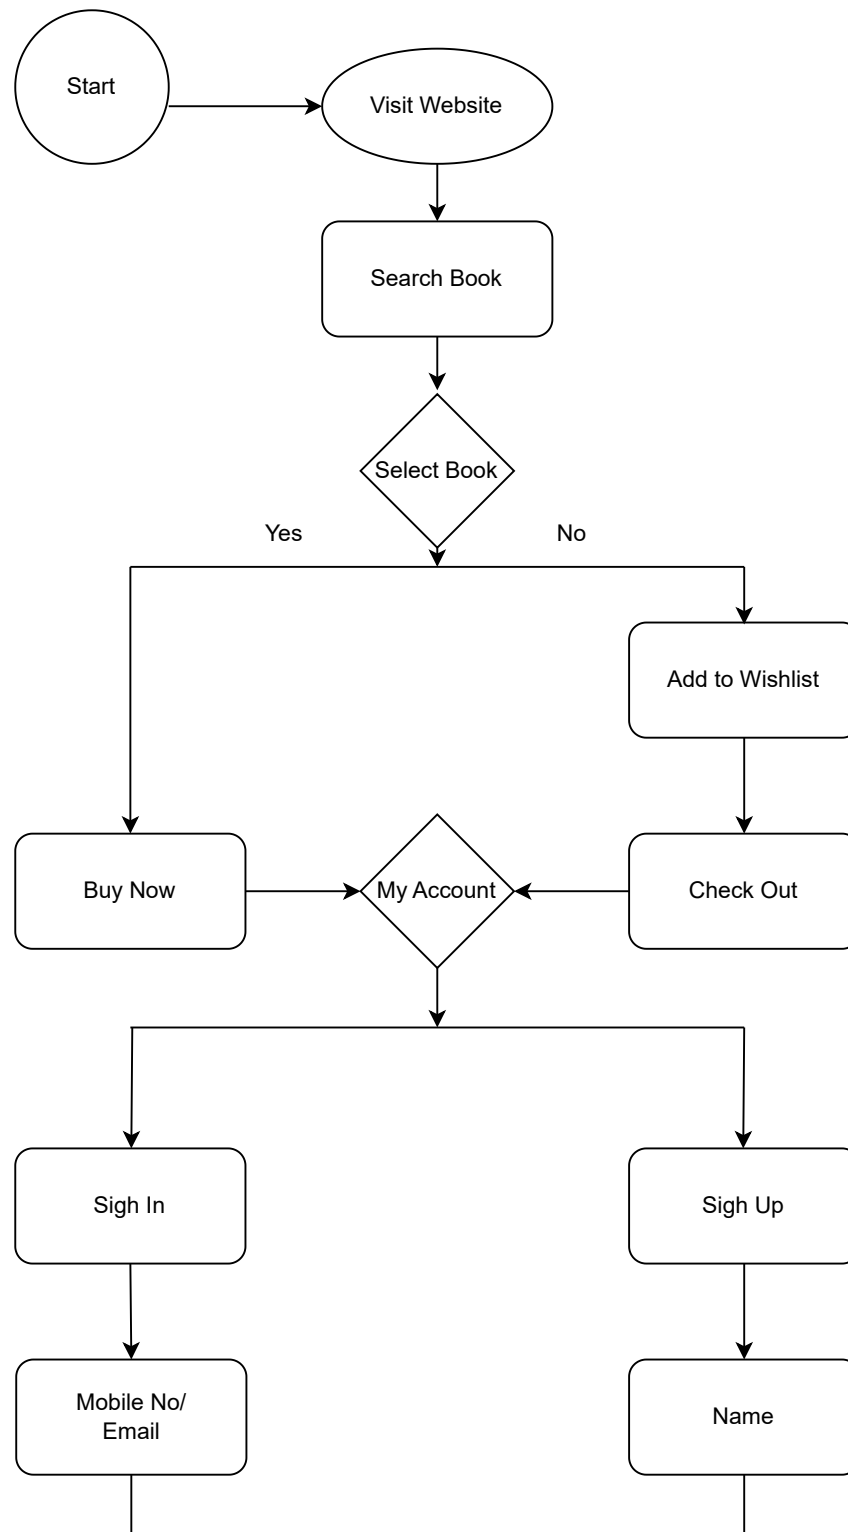 Start
Visit Website
Search Book
Select Book
Yes
No
Add to Wishlist
Buy Now
My Account
Check Out
Sigh In
Sigh Up
Mobile No/
Email
Name